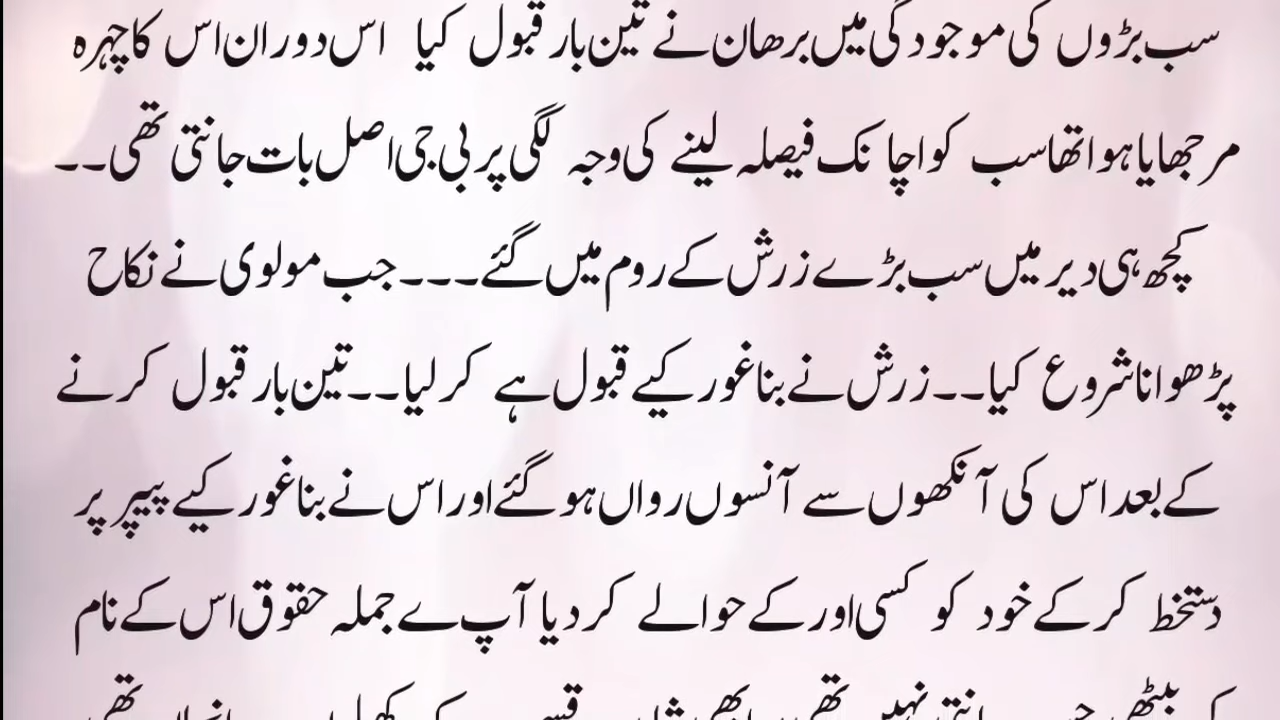 سب بڑوں کی موجودگی میں برھان نے تین بار قبول کیا اس دوران اس کا چہرہ
مرجھایا ہوا تھا سب کو اچانک فیصلہ لینے کی وجہ لگی پر بی جی اصل بات جانتی تھی۔۔
کچھ ہی دیر میں سب بڑے زرش کے روم میں گئے۔۔۔ جب مولوی نے نکاح
پڑھوانا شروع کیا۔۔ زرش نے بنا غور کیے قبول ہے کر لیا۔۔ تین بار قبول کرنے
کے بعد اس کی آنکھوں سے آنسوں رواں ہو گئے اور اس نے بنا غور کیے پیپر پر
دستخط کر کے خود کو کسی اور کے حوالے کر دیا آپ ے جملہ حقوق اس کے نام